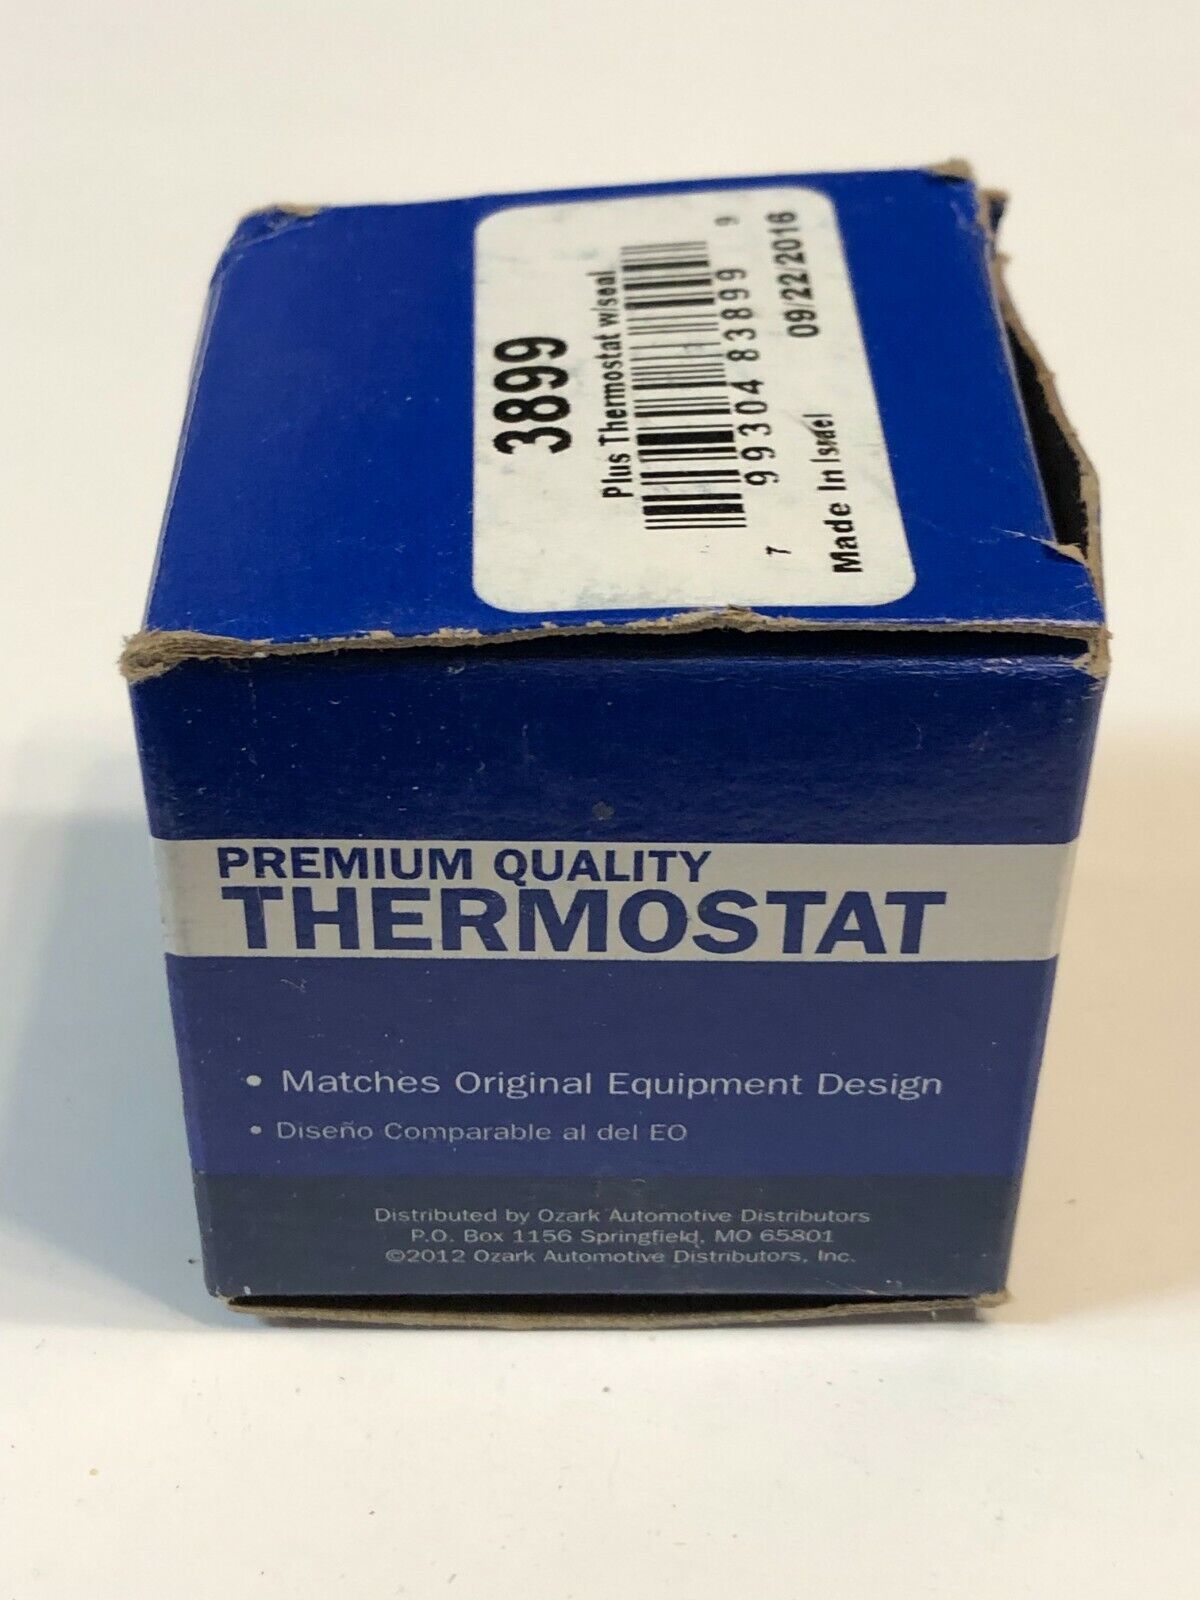 3899
Plus Thermostat w/seal
7 99304 83899 9
Made In Israel 09/22/2016
PREMIUM QUALITY
THERMOSTAT
• Matches Original Equipment Design
• Diseño Comparable al del EO
Distributed by Ozark Automotive Distributors
P.O. Box 1156 Springfield, MO 65801
©2012 Ozark Automotive Distributors, Inc.